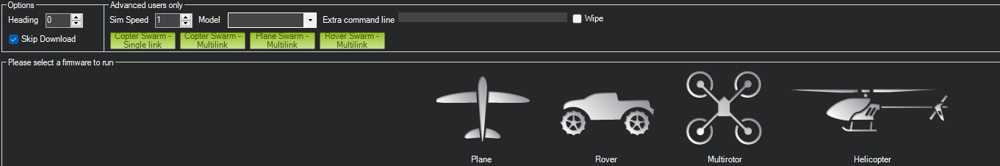 Options
Advanced users only
Heading 0
Sim Speed 1 Model Extra command line Wipe
Skip Download
Copter Swarm -
Single link
Copter Swarm -
Multilink
Plane Swarm -
Multilink
Rover Swarm -
Multilink
Please select a firmware to run
Plane
Rover
Multirotor
Helicopter